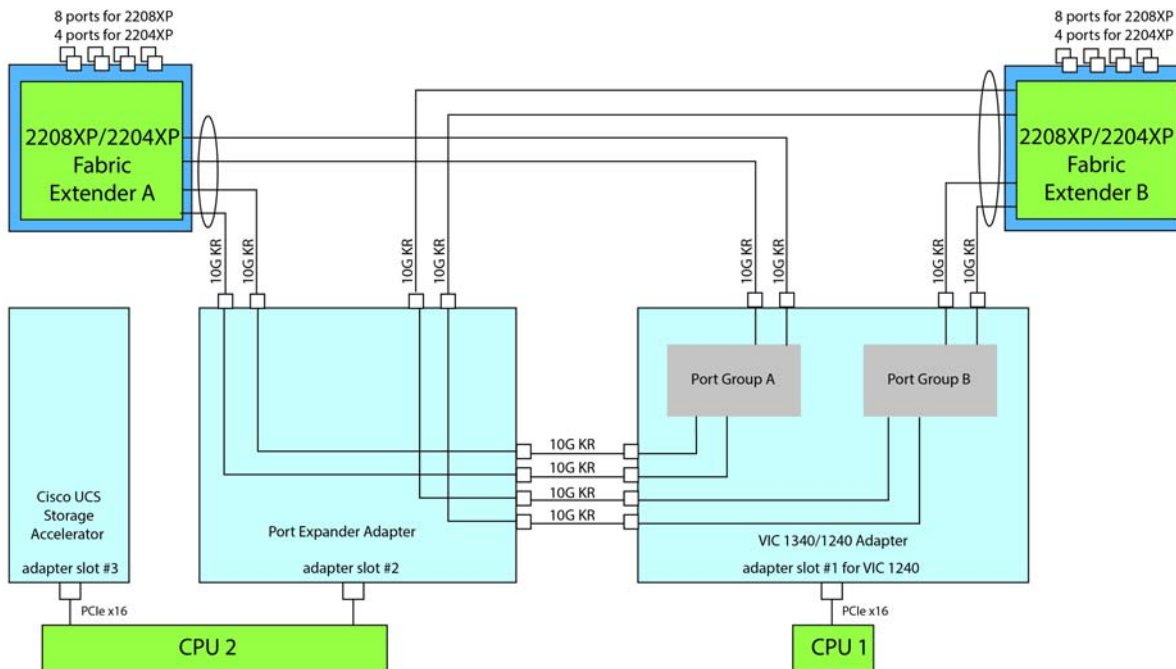 8 ports for 2208XP
4 ports for 2204XP
8 ports for 2208XP
4 ports for 2204XP
2208XP/2204XP
Fabric
Extender A
2208XP/2204XP
Fabric
Extender B
10G KR
10G KR
10G KR
10G KR
10G KR
10G KR
10G KR
10G KR
Port Group A
Port Group B
10G KR
10G KR
10G KR
10G KR
Cisco UCS
Storage
Accelerator
adapter slot #3
Port Expander Adapter
adapter slot #2
VIC 1340/1240 Adapter
adapter slot #1 for VIC 1240
PCIe x16
PCIe x16
CPU 2
CPU 1